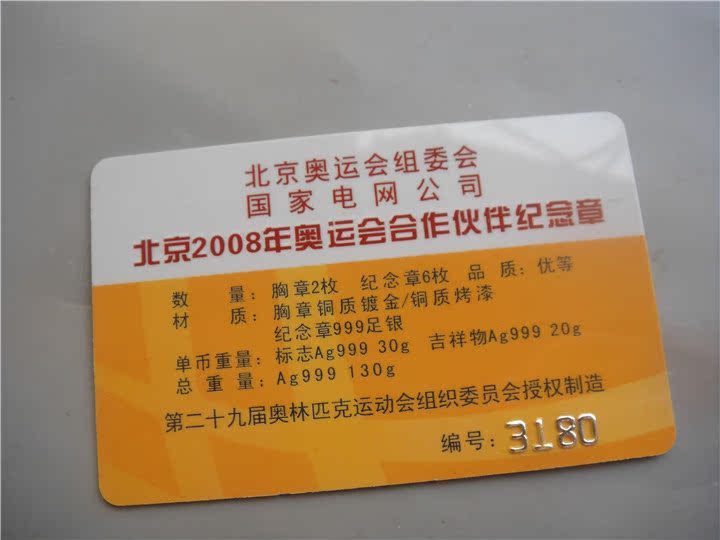 北京奥运会组委会
国家电网公司
北京2008年奥运会合作伙伴纪念章
数 量：胸章2枚 纪念章6枚 品 质：优等
材 质：胸章铜质镀金/铜质烤漆
纪念章999足银
单币重量：标志Ag999 30g 吉祥物Ag999 20g
总 重 量：Ag999 130g
第二十九届奥林匹克运动会组织委员会授权制造
编号：3180